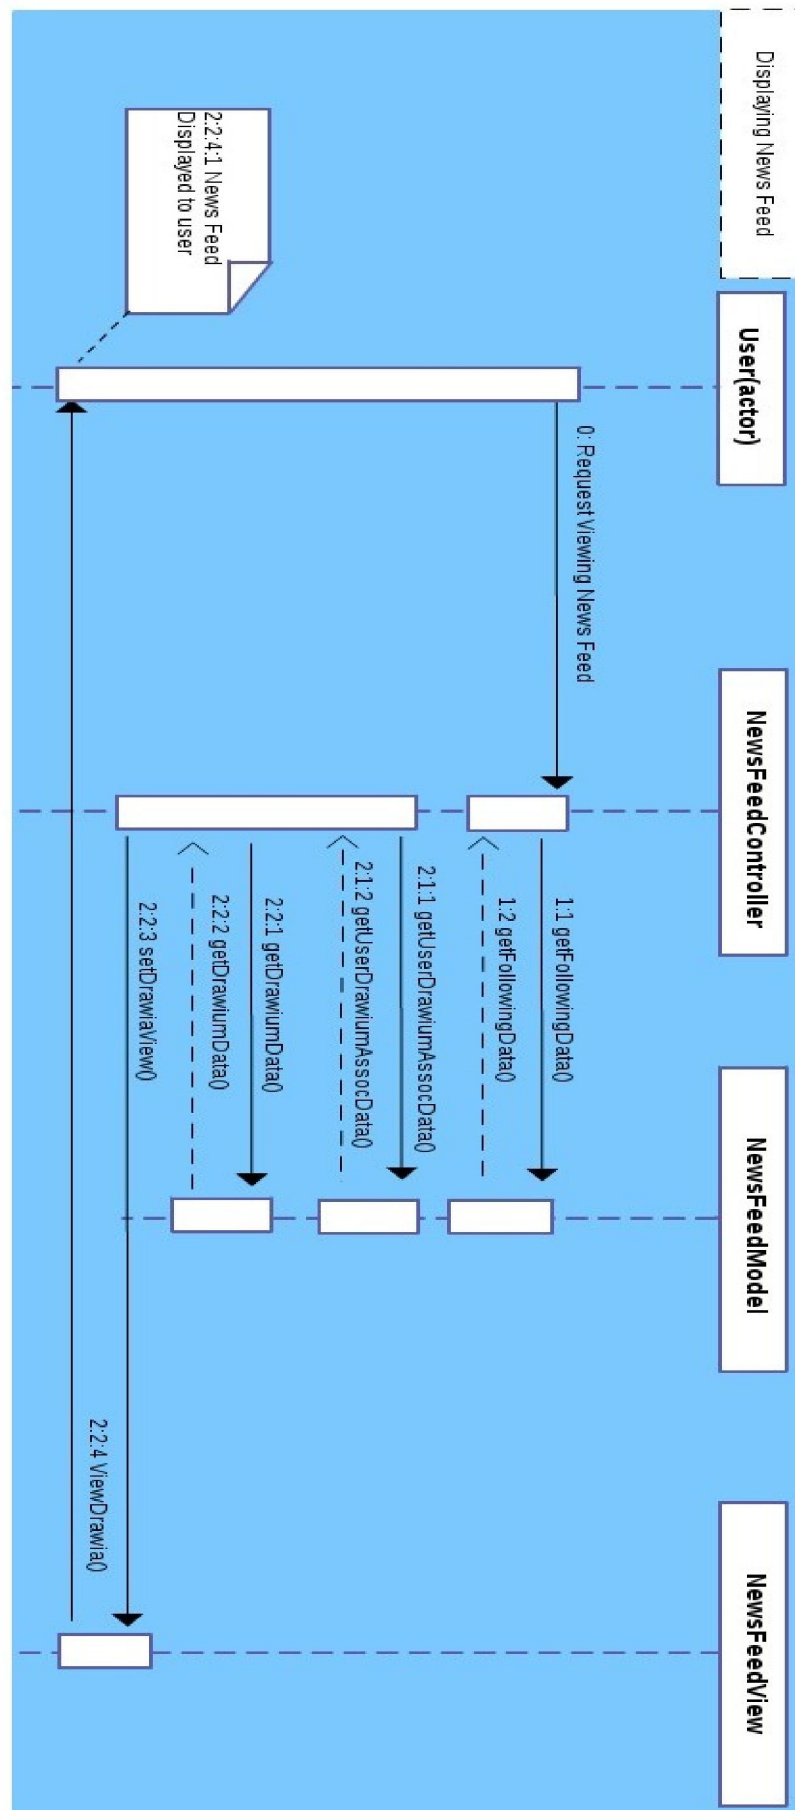 Displaying News Feed
User(actor)
NewsFeedController
NewsFeedModel
NewsFeedView
0: Request Viewing News Feed
1:1 getFollowingData()
1:2 getFollowingData()
2:1:1 getUserDrawiumAssocData()
2:1:2 getUserDrawiumAssocData()
2:2:1 getDrawiumData()
2:2:2 getDrawiumData()
2:2:3 setDrawiaView()
2:2:4 ViewDrawia()
2:2:4:1 News Feed
Displayed to user